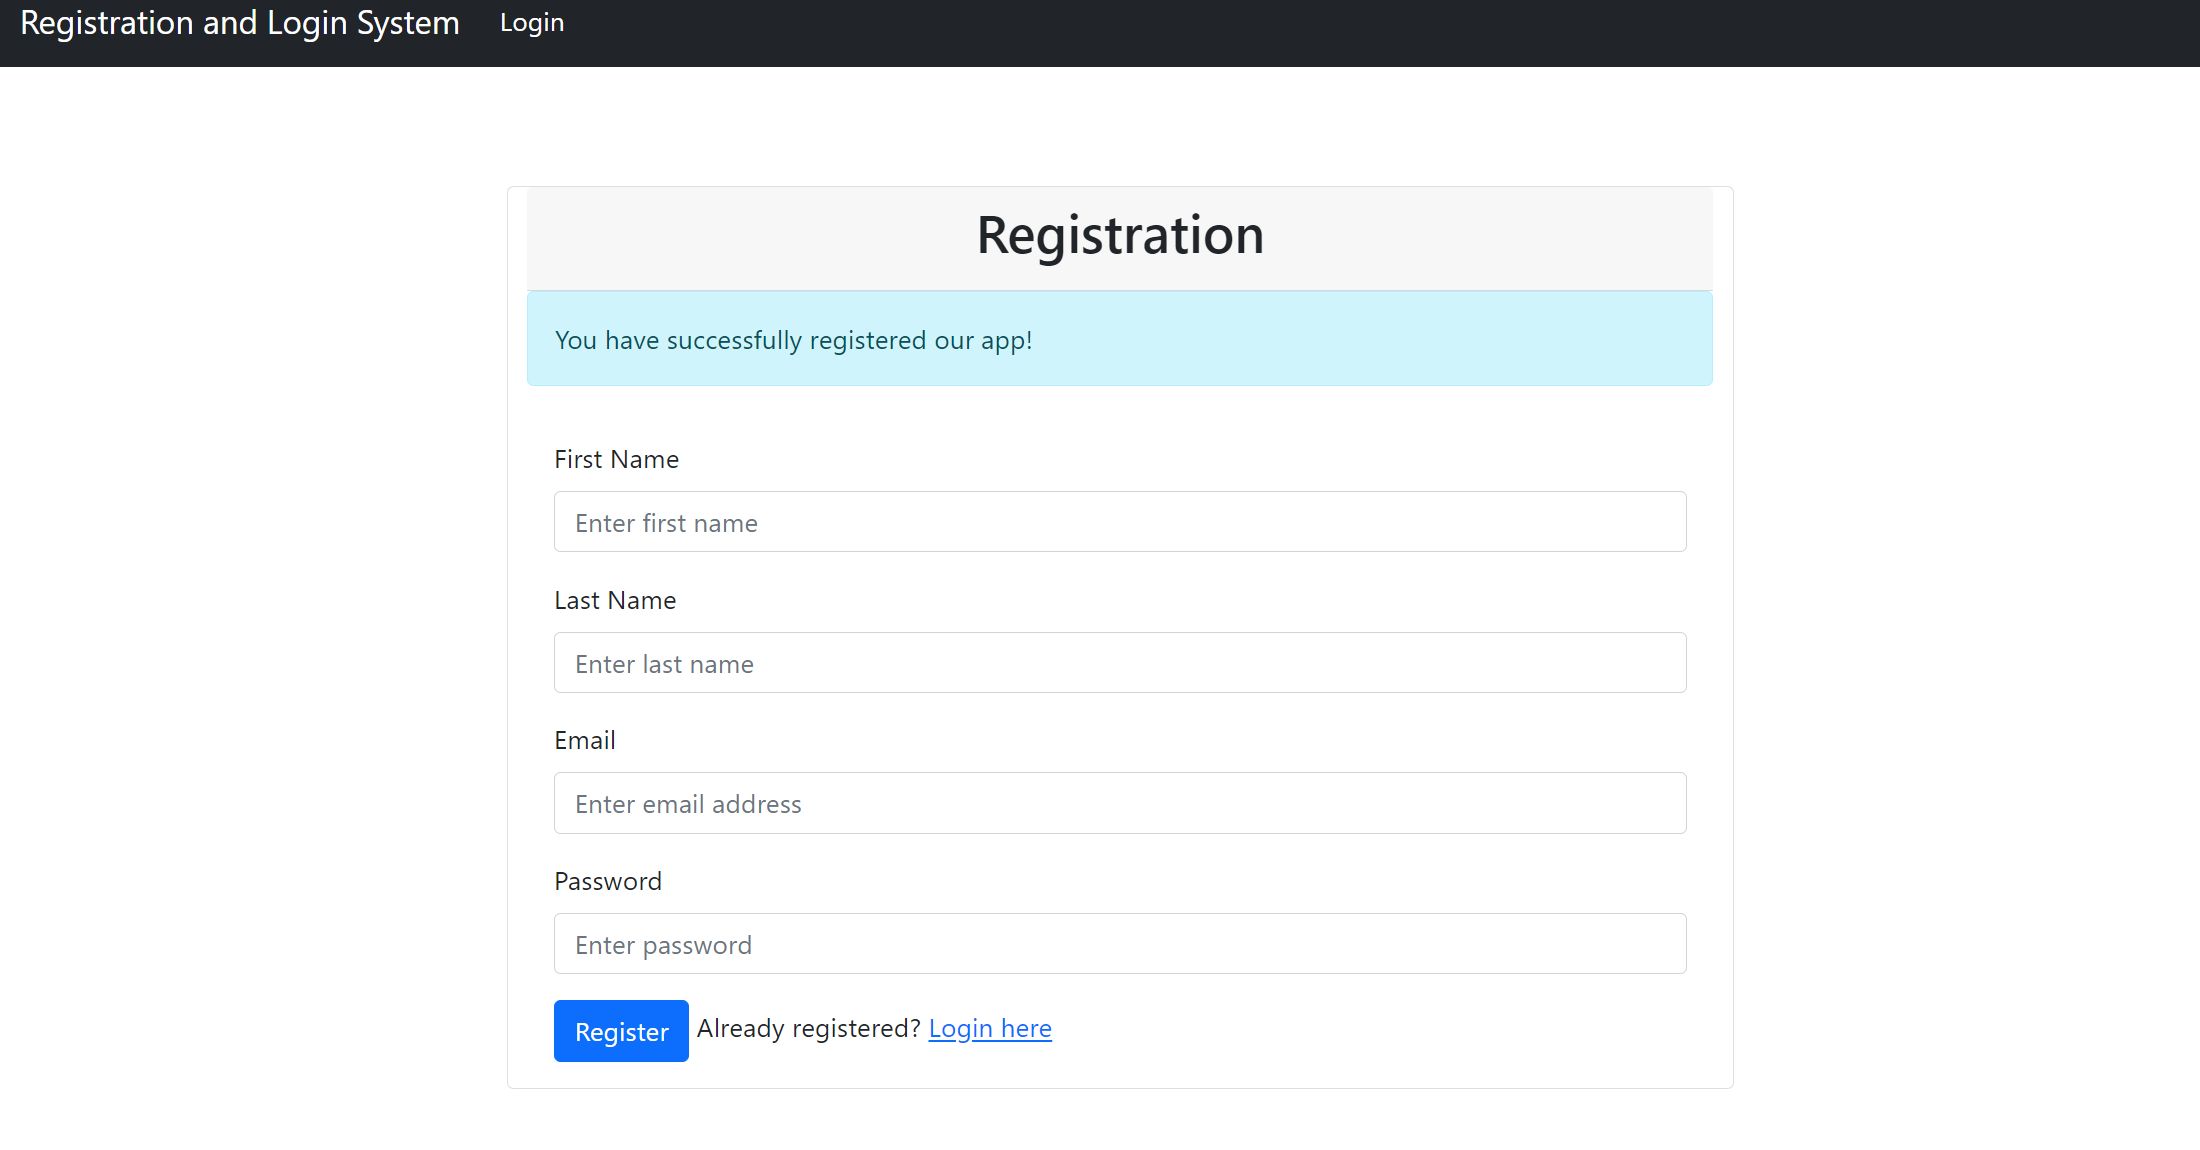 Registration and Login System Login
Registration
You have successfully registered our app!
First Name
Enter first name
Last Name
Enter last name
Email
Enter email address
Password
Enter password
Register Already registered? Login here